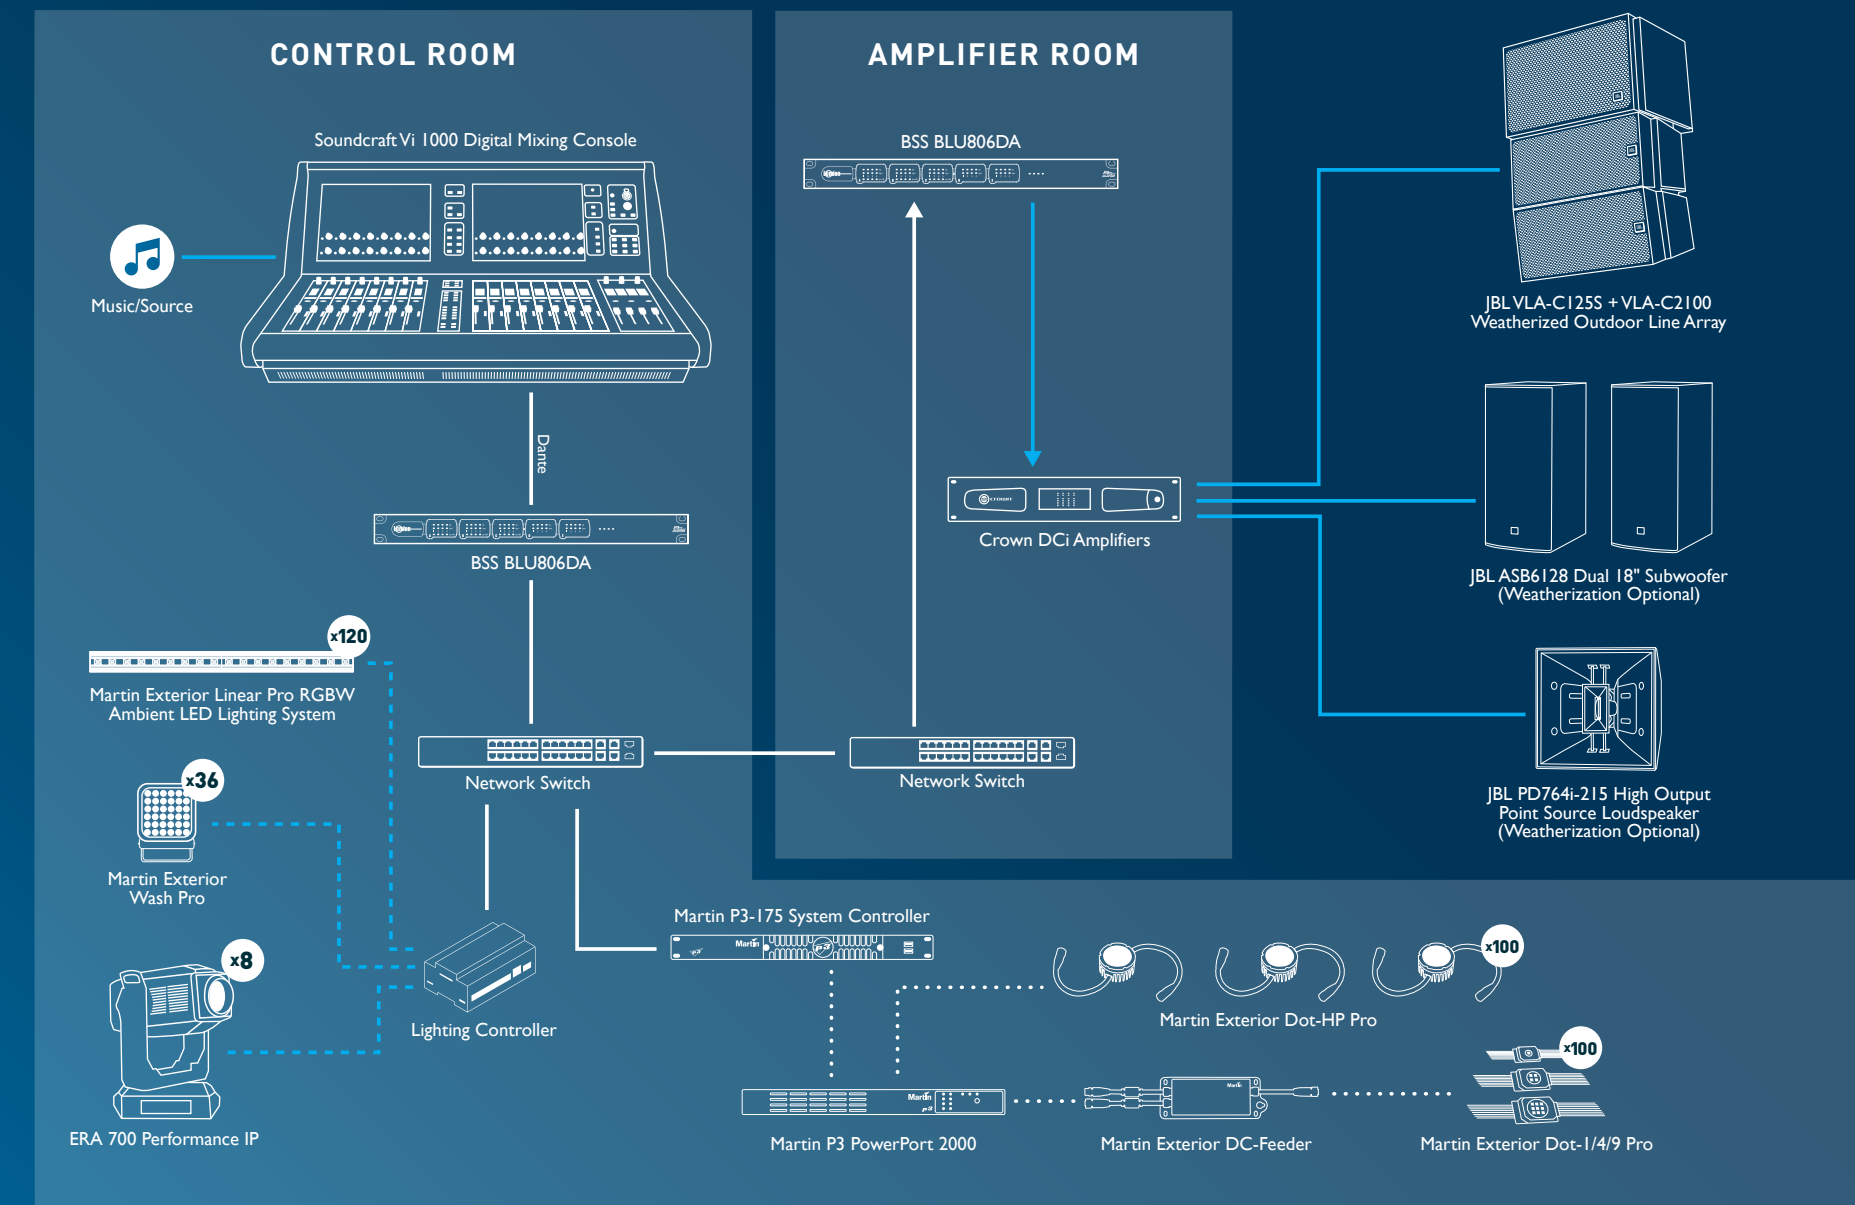 CONTROL ROOM
AMPLIFIER ROOM
Soundcraft Vi 1000 Digital Mixing Console
Music/Source
Dante
BSS BLU806DA
x120
Martin Exterior Linear Pro RGBW
Ambient LED Lighting System
x36
Martin Exterior
Wash Pro
x8
ERA 700 Performance IP
Network Switch
Lighting Controller
BSS BLU806DA
Crown DCi Amplifiers
Network Switch
JBL VLA-C125S + VLA-C2100
Weatherized Outdoor Line Array
JBL ASB6128 Dual 18" Subwoofer
(Weatherization Optional)
JBL PD764i-215 High Output
Point Source Loudspeaker
(Weatherization Optional)
Martin P3-175 System Controller
Martin
P3
x100
Martin Exterior Dot-HP Pro
x100
Martin
P3
Martin P3 PowerPort 2000
Martin
Martin Exterior DC-Feeder
Martin Exterior Dot-1/4/9 Pro